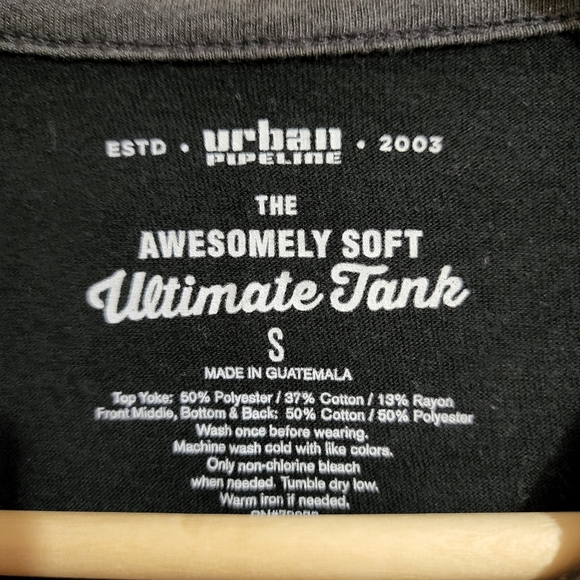 ESTD • urban • 2003
PIPELINE
THE
AWESOMELY SOFT
Ultimate Tank
S
MADE IN GUATEMALA
Top Yoke: 50% Polyester / 37% Cotton / 13% Rayon
Front Middle, Bottom & Back: 50% Cotton / 50% Polyester
Wash once before wearing.
Machine wash cold with like colors.
Only non-chlorine bleach
when needed. Tumble dry low.
Warm iron if needed.